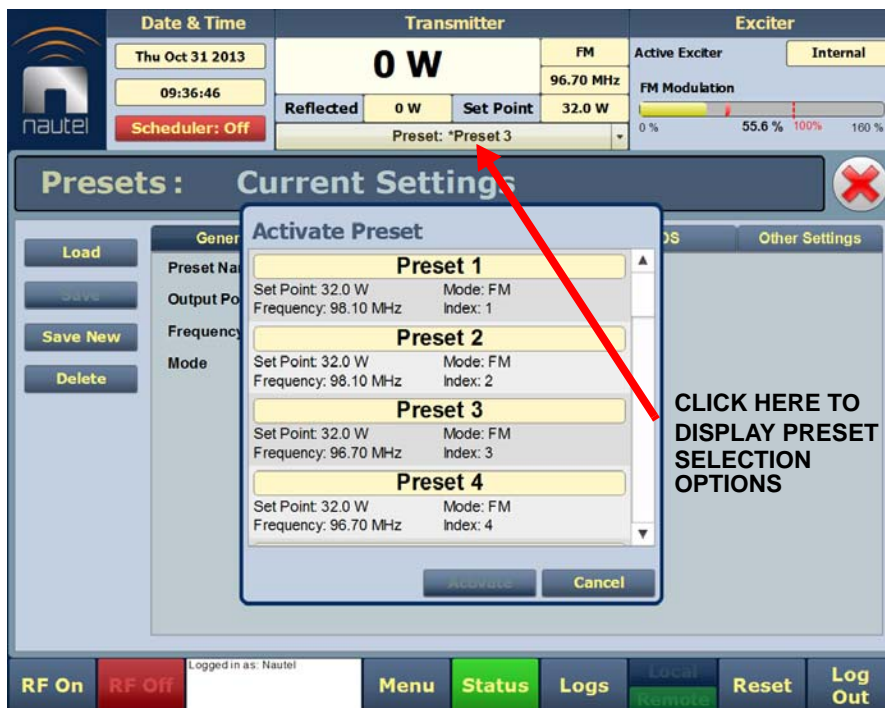 Date & Time
Transmitter
Exciter
Thu Oct 31 2013
09:36:46
Scheduler: Off
nautel
0 W
FM
96.70 MHz
Reflected
0 W
Set Point
32.0 W
Preset: *Preset 3
Active Exciter
Internal
FM Modulation
0 %
55.6 %
100%
160 %
Presets: Current Settings
Load
Save
Save New
Delete
Gener
DS
Other Settings
Preset Na
Output Po
Frequency
Mode
Activate Preset
Preset 1
Set Point: 32.0 W Mode: FM
Frequency: 98.10 MHz Index: 1
Preset 2
Set Point: 32.0 W Mode: FM
Frequency: 98.10 MHz Index: 2
Preset 3
Set Point: 32.0 W Mode: FM
Frequency: 96.70 MHz Index: 3
Preset 4
Set Point: 32.0 W Mode: FM
Frequency: 96.70 MHz Index: 4
Activate
Cancel
CLICK HERE TO
DISPLAY PRESET
SELECTION
OPTIONS
RF On
RF Off
Logged in as: Nautel
Menu
Status
Logs
Local
Remote
Reset
Log
Out